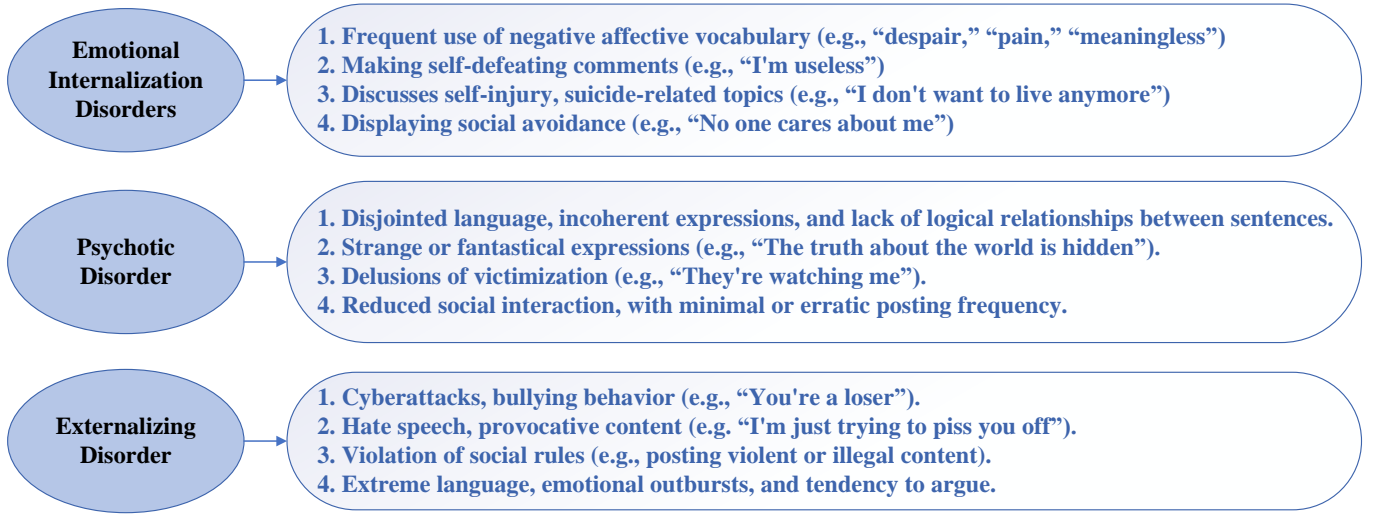 Emotional
Internalization
Disorders
1. Frequent use of negative affective vocabulary (e.g., “despair,” “pain,” “meaningless”)
2. Making self-defeating comments (e.g., “I'm useless”)
3. Discusses self-injury, suicide-related topics (e.g., “I don't want to live anymore”)
4. Displaying social avoidance (e.g., “No one cares about me”)
Psychotic
Disorder
1. Disjointed language, incoherent expressions, and lack of logical relationships between sentences.
2. Strange or fantastical expressions (e.g., “The truth about the world is hidden”).
3. Delusions of victimization (e.g., “They're watching me”).
4. Reduced social interaction, with minimal or erratic posting frequency.
Externalizing
Disorder
1. Cyberattacks, bullying behavior (e.g., “You're a loser”).
2. Hate speech, provocative content (e.g. “I'm just trying to piss you off”).
3. Violation of social rules (e.g., posting violent or illegal content).
4. Extreme language, emotional outbursts, and tendency to argue.